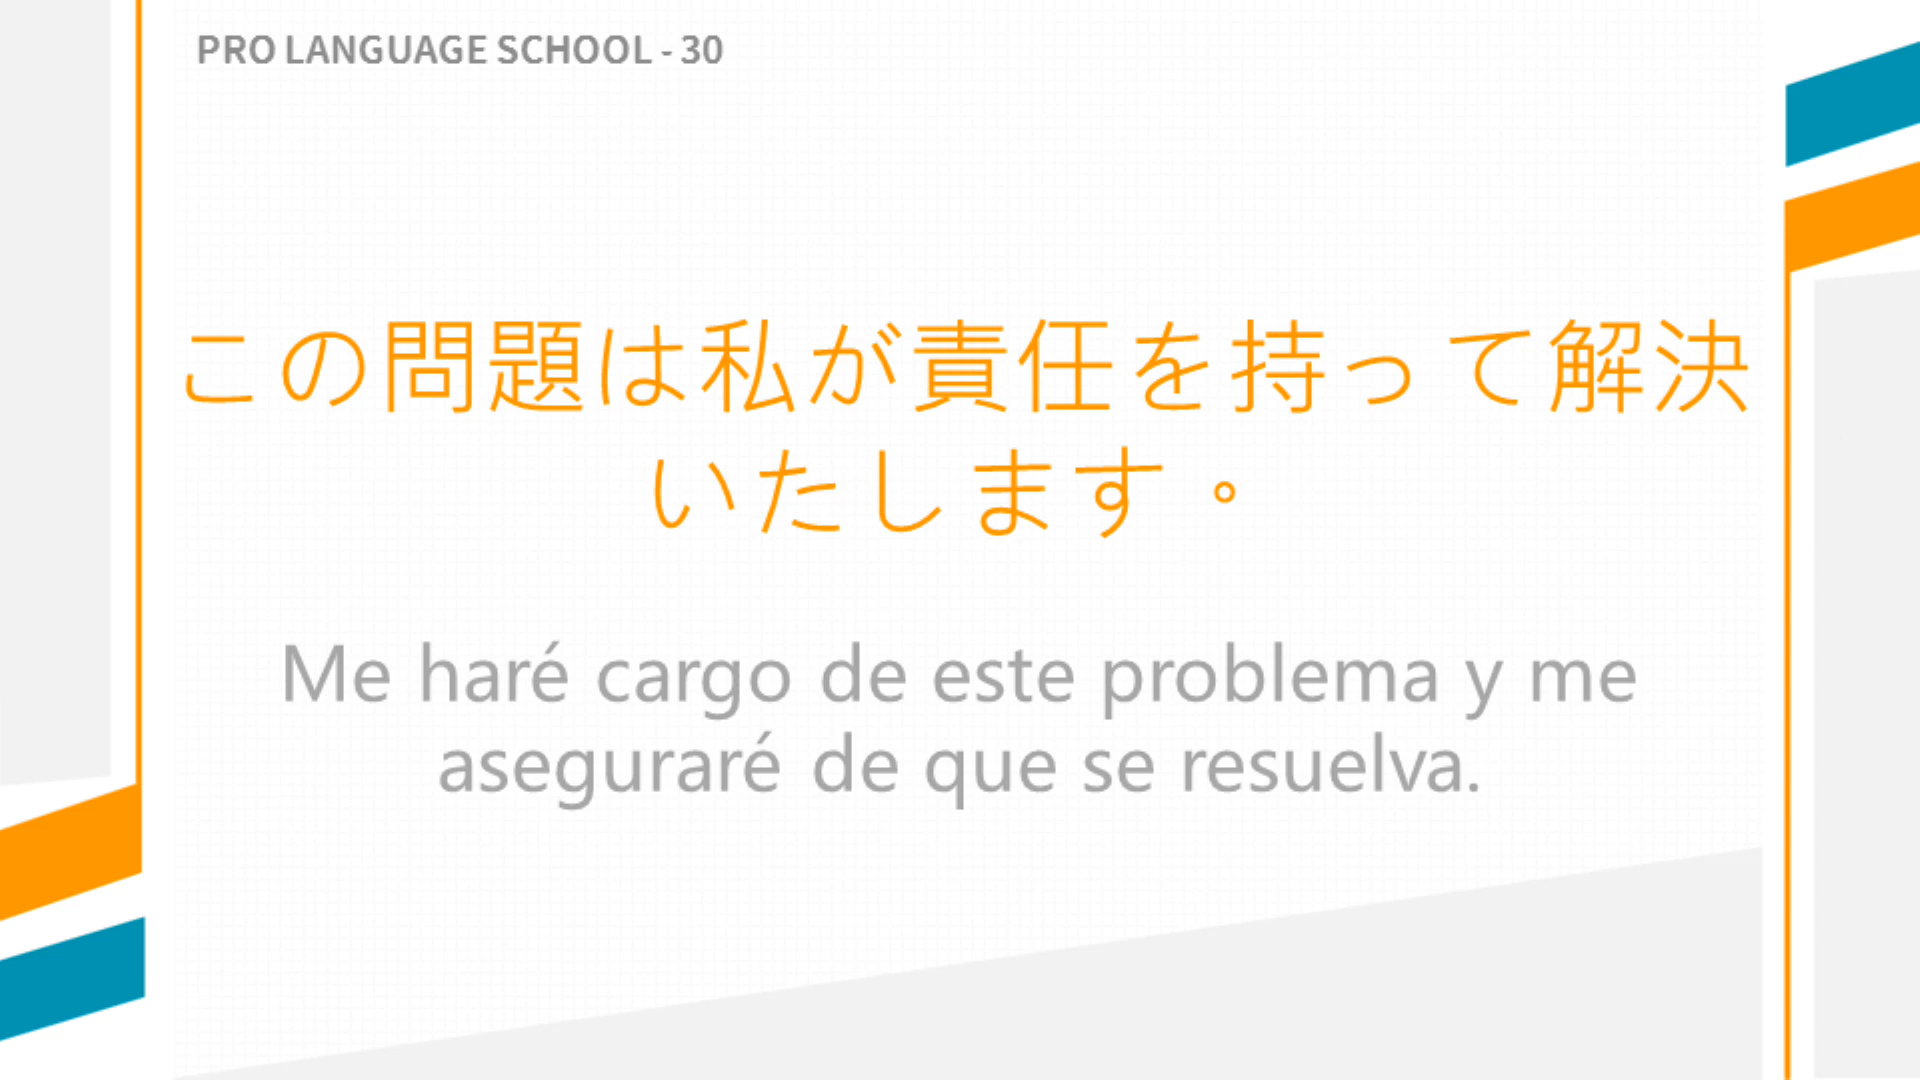 PRO LANGUAGE SCHOOL - 30
この問題は私が責任を持って解決
いたします。
Me haré cargo de este problema y me
aseguraré de que se resuelva.